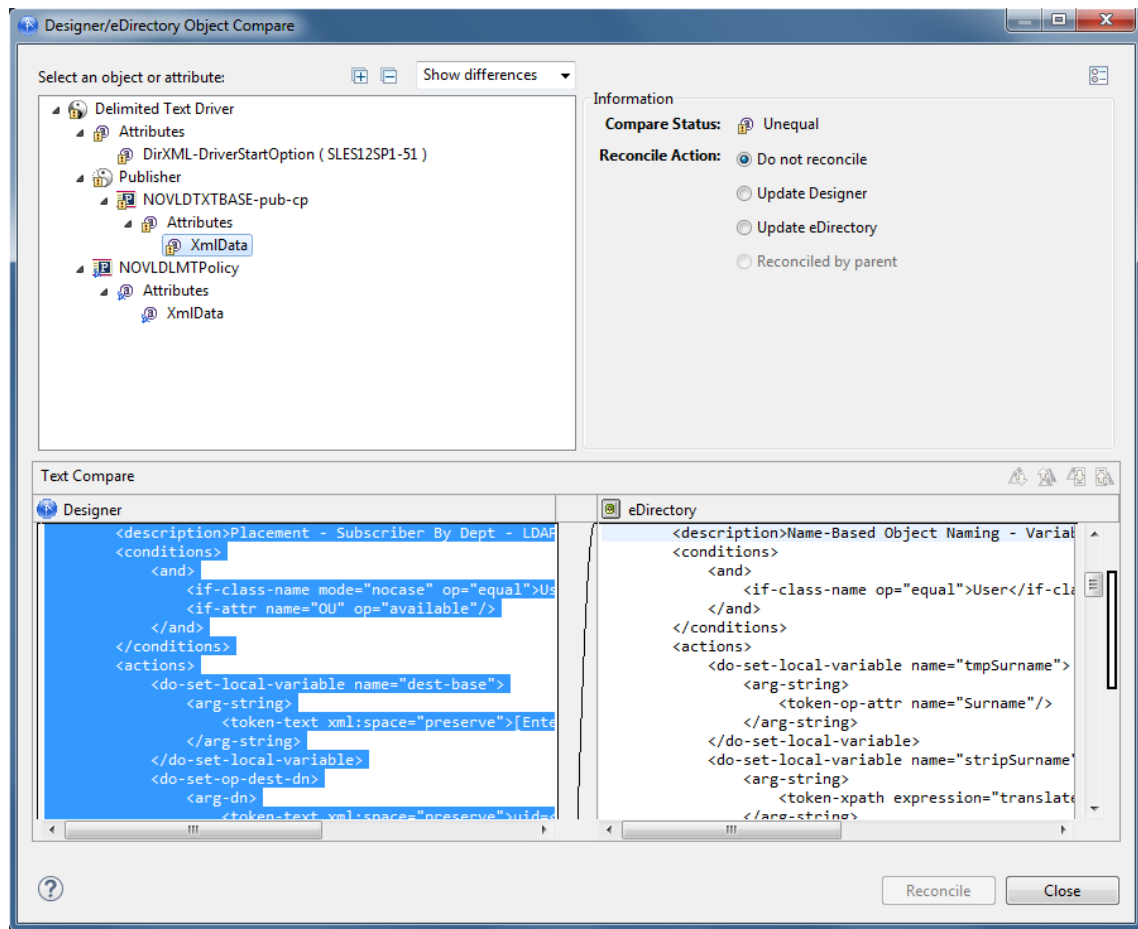 Designer/eDirectory Object Compare
Select an object or attribute:
Show differences
Delimited Text Driver
Attributes
DirXML-DriverStartOption ( SLES12SP1-51 )
Publisher
NOVLDTXTBASE-pub-cp
Attributes
XmlData
NOVLDLMTPolicy
Attributes
XmlData
Information
Compare Status: Unequal
Reconcile Action: Do not reconcile
Update Designer
Update eDirectory
Reconciled by parent
Text Compare
Designer
<description>Placement - Subscriber By Dept - LDAP
<conditions>
<and>
<if-class-name mode="nocase" op="equal">Us
<if-attr name="OU" op="available"/>
</and>
</conditions>
<actions>
<do-set-local-variable name="dest-base">
<arg-string>
<token-text xml:space="preserve">[Ente
</arg-string>
</do-set-local-variable>
<do-set-op-dest-dn>
<arg-dn>
<token-text xml:space="preserve">uid=
eDirectory
<description>Name-Based Object Naming - Variab
<conditions>
<and>
<if-class-name op="equal">User</if-cla
</and>
</conditions>
<actions>
<do-set-local-variable name="tmpSurname">
<arg-string>
<token-op-attr name="Surname"/>
</arg-string>
</do-set-local-variable>
<do-set-local-variable name="stripSurname"
<arg-string>
<token-xpath expression="translate
</arg-string>
Reconcile
Close